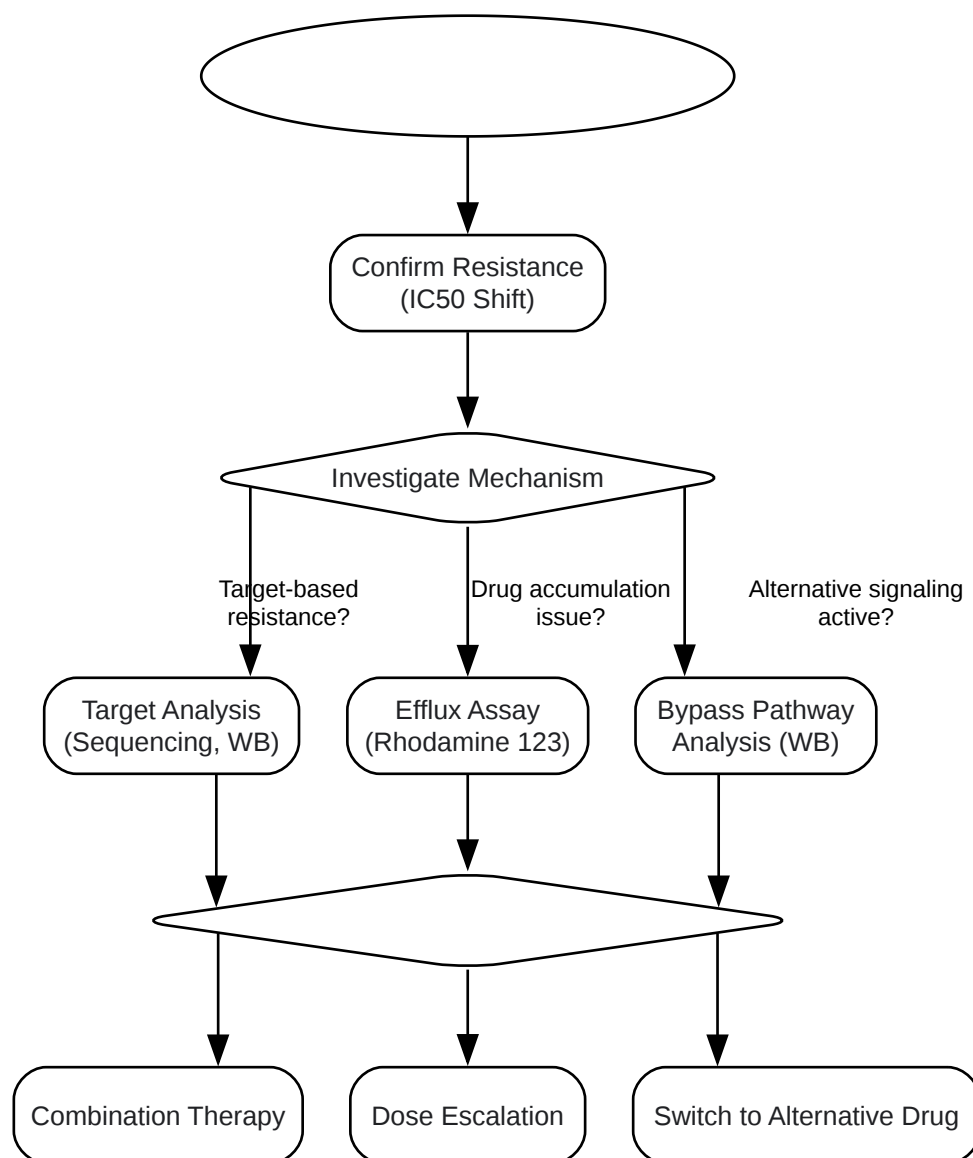 Confirm Resistance
(IC50 Shift)
Investigate Mechanism
Target-based
resistance?
Drug accumulation
issue?
Alternative signaling
active?
Target Analysis
(Sequencing, WB)
Efflux Assay
(Rhodamine 123)
Bypass Pathway
Analysis (WB)
Combination Therapy
Dose Escalation
Switch to Alternative Drug